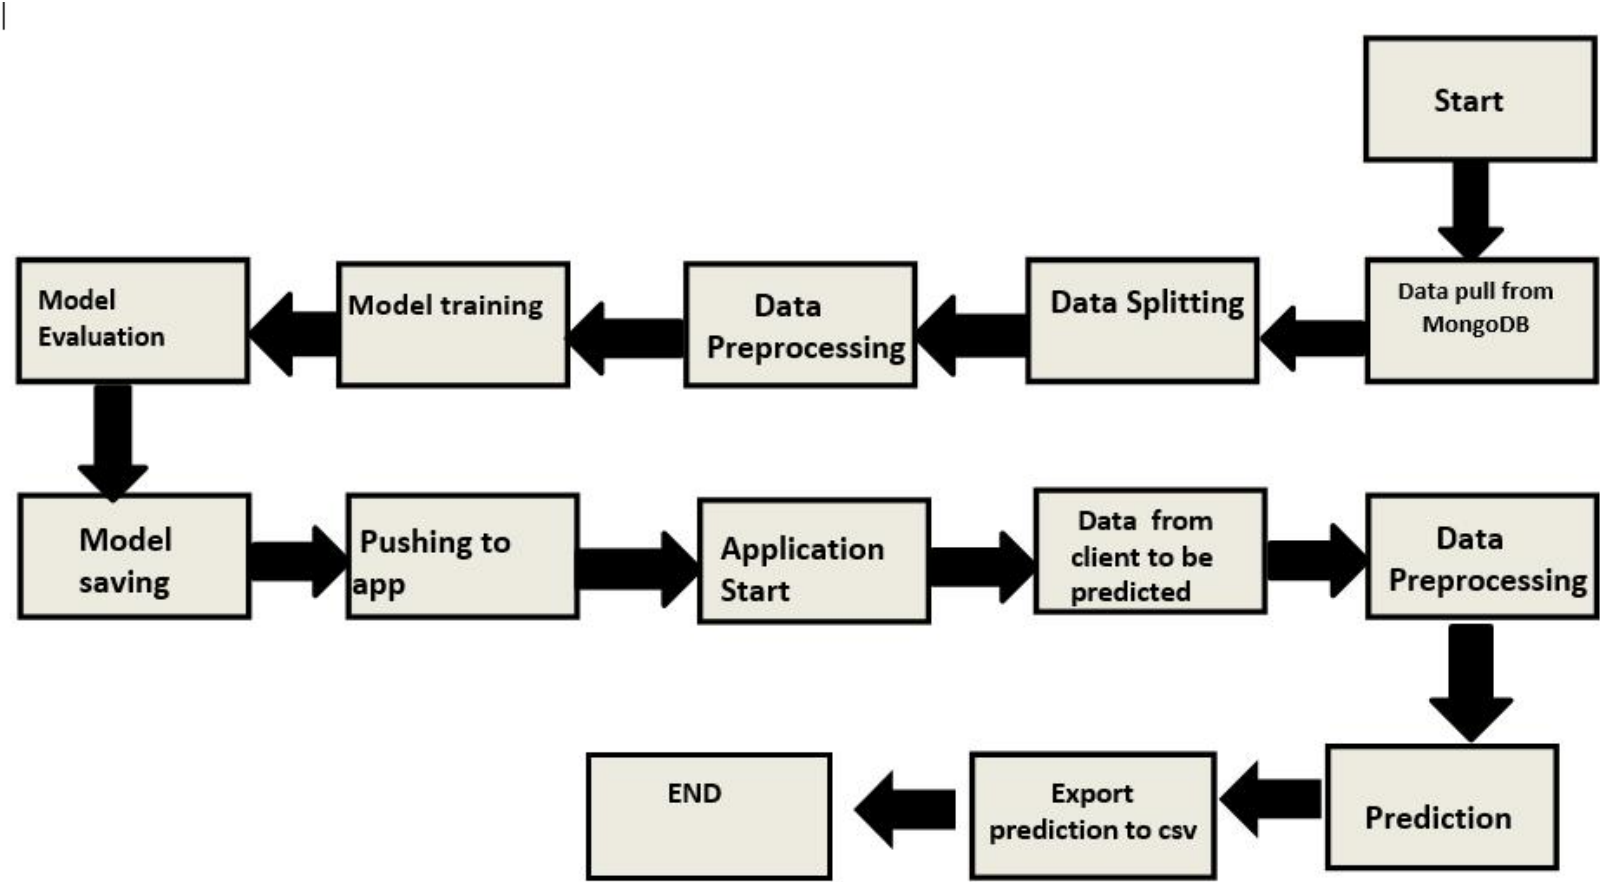 Start
Data pull from
MongoDB
Data Splitting
Data
Preprocessing
Model training
Model
Evaluation
Model
saving
Pushing to
app
Application
Start
Data from
client to be
predicted
Data
Preprocessing
Prediction
Export
prediction to csv
END